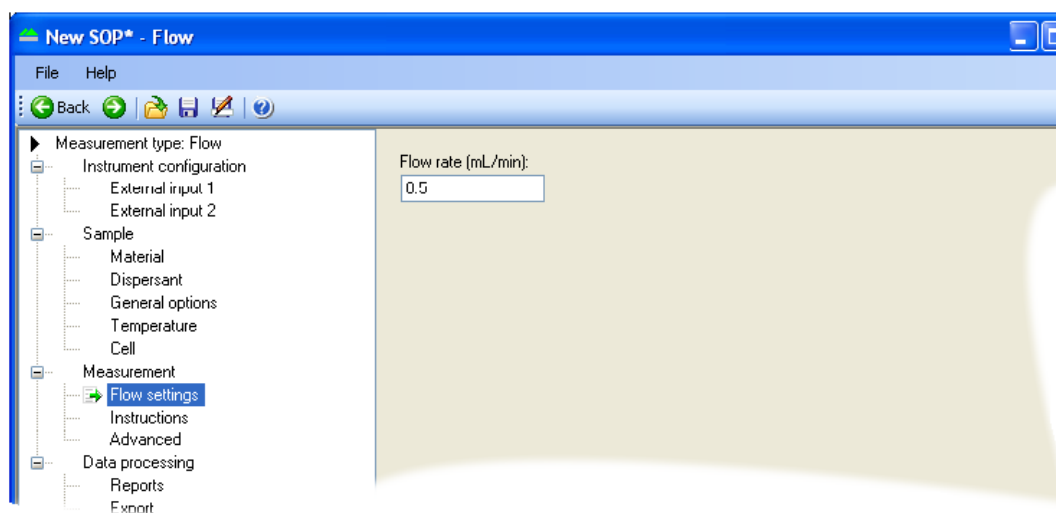 New SOP* - Flow
File Help
Back
Measurement type: Flow
Instrument configuration
External input 1
External input 2
Sample
Material
Dispersant
General options
Temperature
Cell
Measurement
Flow settings
Instructions
Advanced
Data processing
Reports
Export
Flow rate (mL/min):
0.5